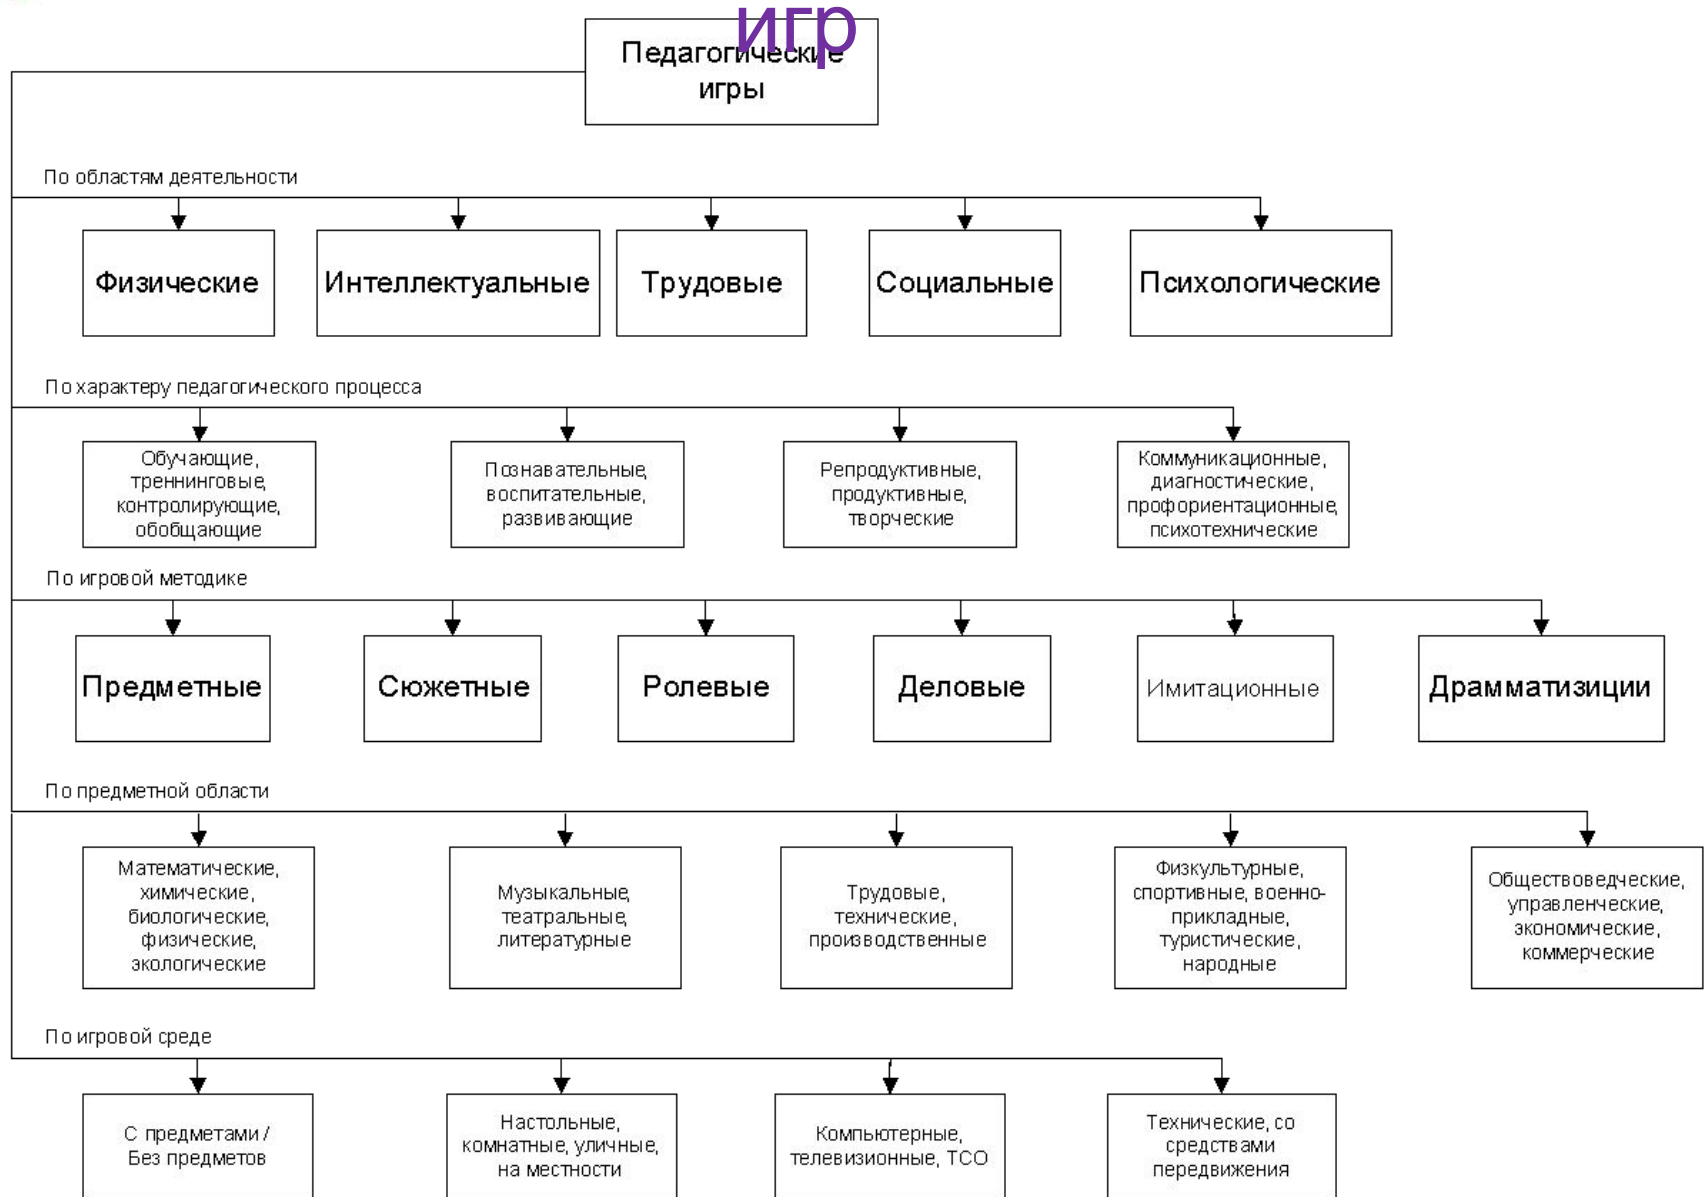 игр
Педагогические
игры
По областям деятельности
Физические
Интеллектуальные
Трудовые
Социальные
Психологические
По характеру педагогического процесса
Обучающие,
треннинговые,
контролирующие,
обобщающие
Познавательные,
воспитательные,
развивающие
Репродуктивные,
продуктивные,
творческие
Коммуникационные,
диагностические,
профориентационные,
психотехнические
По игровой методике
Предметные
Сюжетные
Ролевые
Деловые
Имитационные
Драмматизиции
По предметной области
Математические,
химические,
биологические,
физические,
экологические
Музыкальные,
театральные,
литературные
Трудовые,
технические,
производственные
Физкультурные,
спортивные, военно-
прикладные,
туристические,
народные
Обществоведческие,
управленческие,
экономические,
коммерческие
По игровой среде
С предметами /
Без предметов
Настольные,
комнатные, уличные,
на местности
Компьютерные,
телевизионные, ТСО
Технические, со
средствами
передвижения